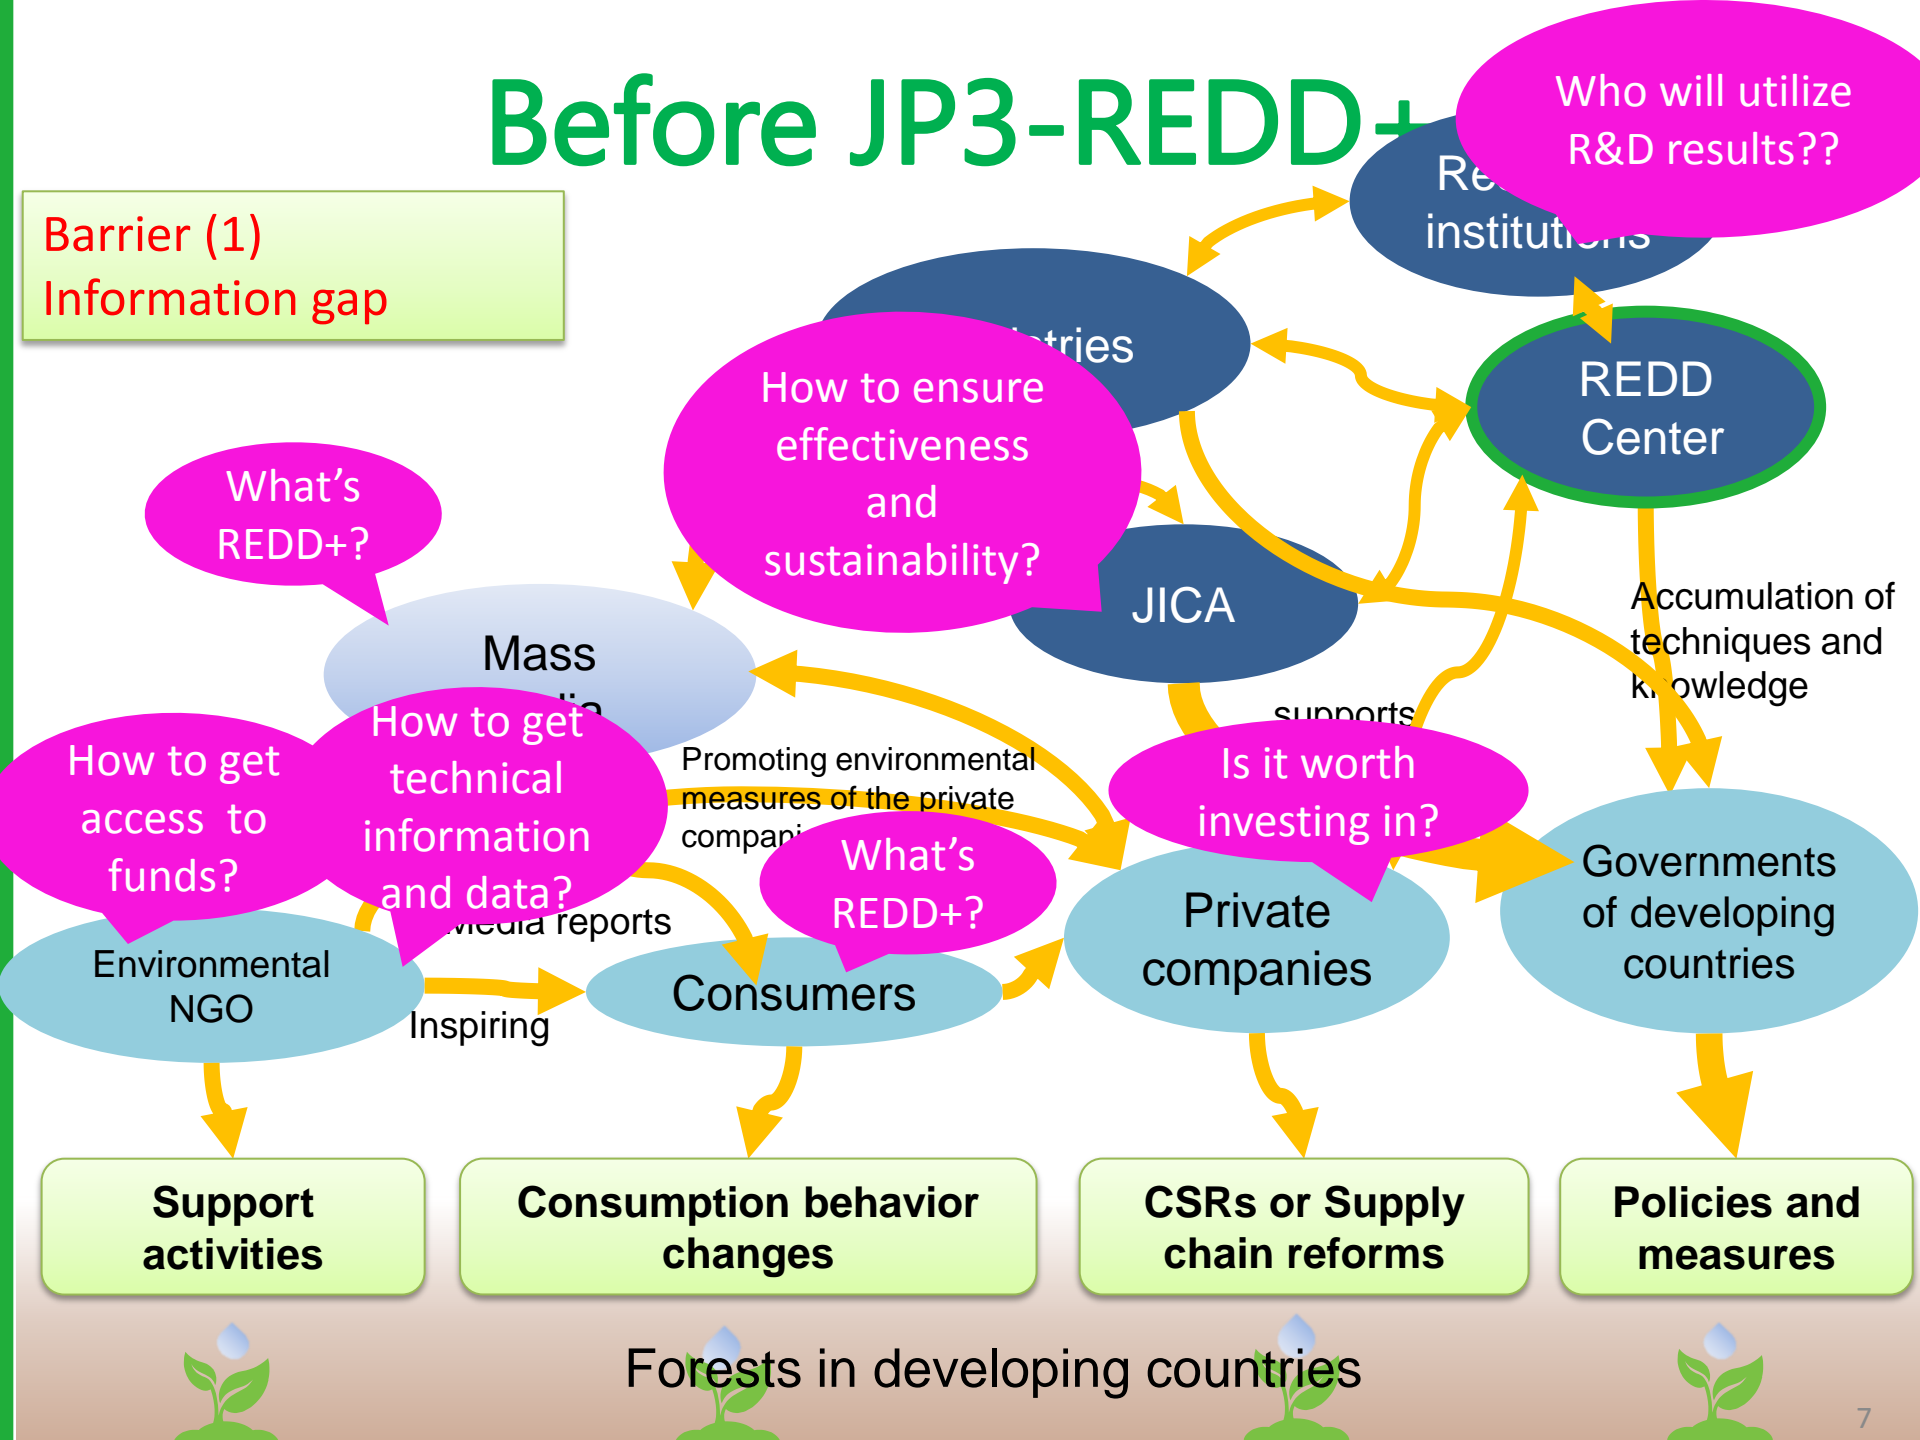 Before JP3-REDD+
Who will utilize
R&D results??
institutions
Barrier (1)
Information gap
How to ensure
effectiveness
and
sustainability?
REDD
Center
What's
REDD+?
JICA
Accumulation of
techniques and
knowledge
Mass
supports
How to get
access to
funds?
How to get
technical
information
and data?
Promoting environmental
measures of the private
Is it worth
investing in?
What's
REDD+?
Media reports
Environmental
NGO
Inspiring
Consumers
Private
companies
Governments
of developing
countries
Support
activities
Consumption behavior
changes
CSRs or Supply
chain reforms
Policies and
measures
Forests in developing countries
7